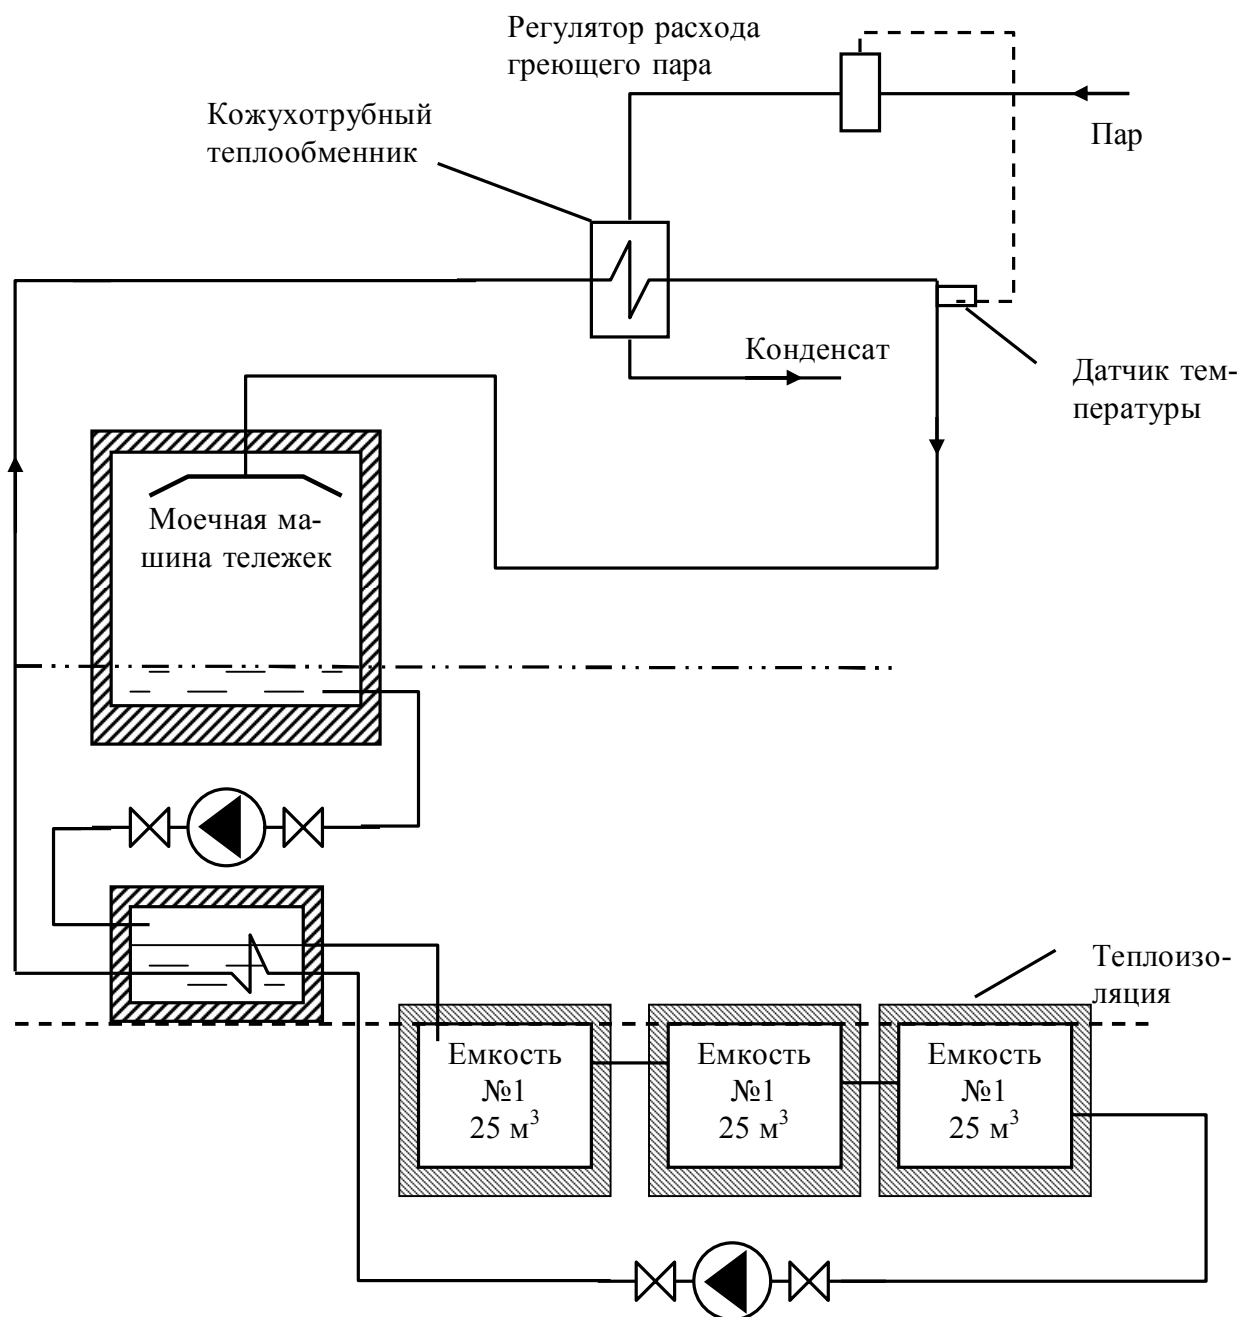 Регулятор расхода
греющего пара
Кожухотрубный
теплообменник
Пар
Конденсат
Датчик тем-
пературы
Моечная ма-
шина тележек
Теплоизо-
ляция
Емкость
№1
25 м³
Емкость
№1
25 м³
Емкость
№1
25 м³